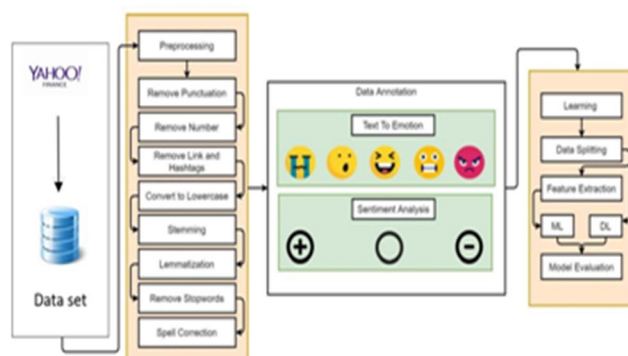 YAHOO!
FINANCE
Data set
Preprocessing
Remove Punctuation
Remove Number
Remove Link and
Hashtags
Convert to Lowercase
Stemming
Lemmatization
Remove Stopwords
Spell Correction
Data Annotation
Text To Emotion
Sentiment Analysis
Learning
Data Splitting
Feature Extraction
ML
DL
Model Evaluation